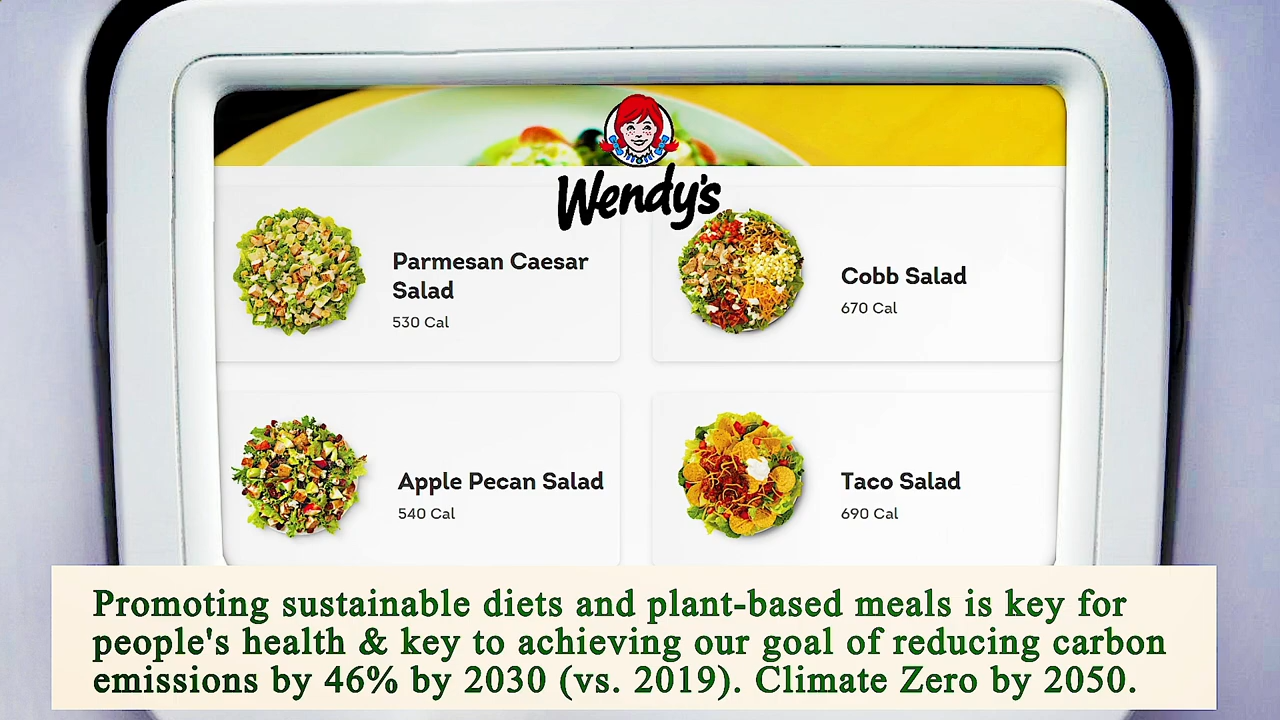 Wendy's
Parmesan Caesar
Salad
530 Cal
Cobb Salad
670 Cal
Apple Pecan Salad
540 Cal
Taco Salad
690 Cal
Promoting sustainable diets and plant-based meals is key for
people's health & key to achieving our goal of reducing carbon
emissions by 46% by 2030 (vs. 2019). Climate Zero by 2050.